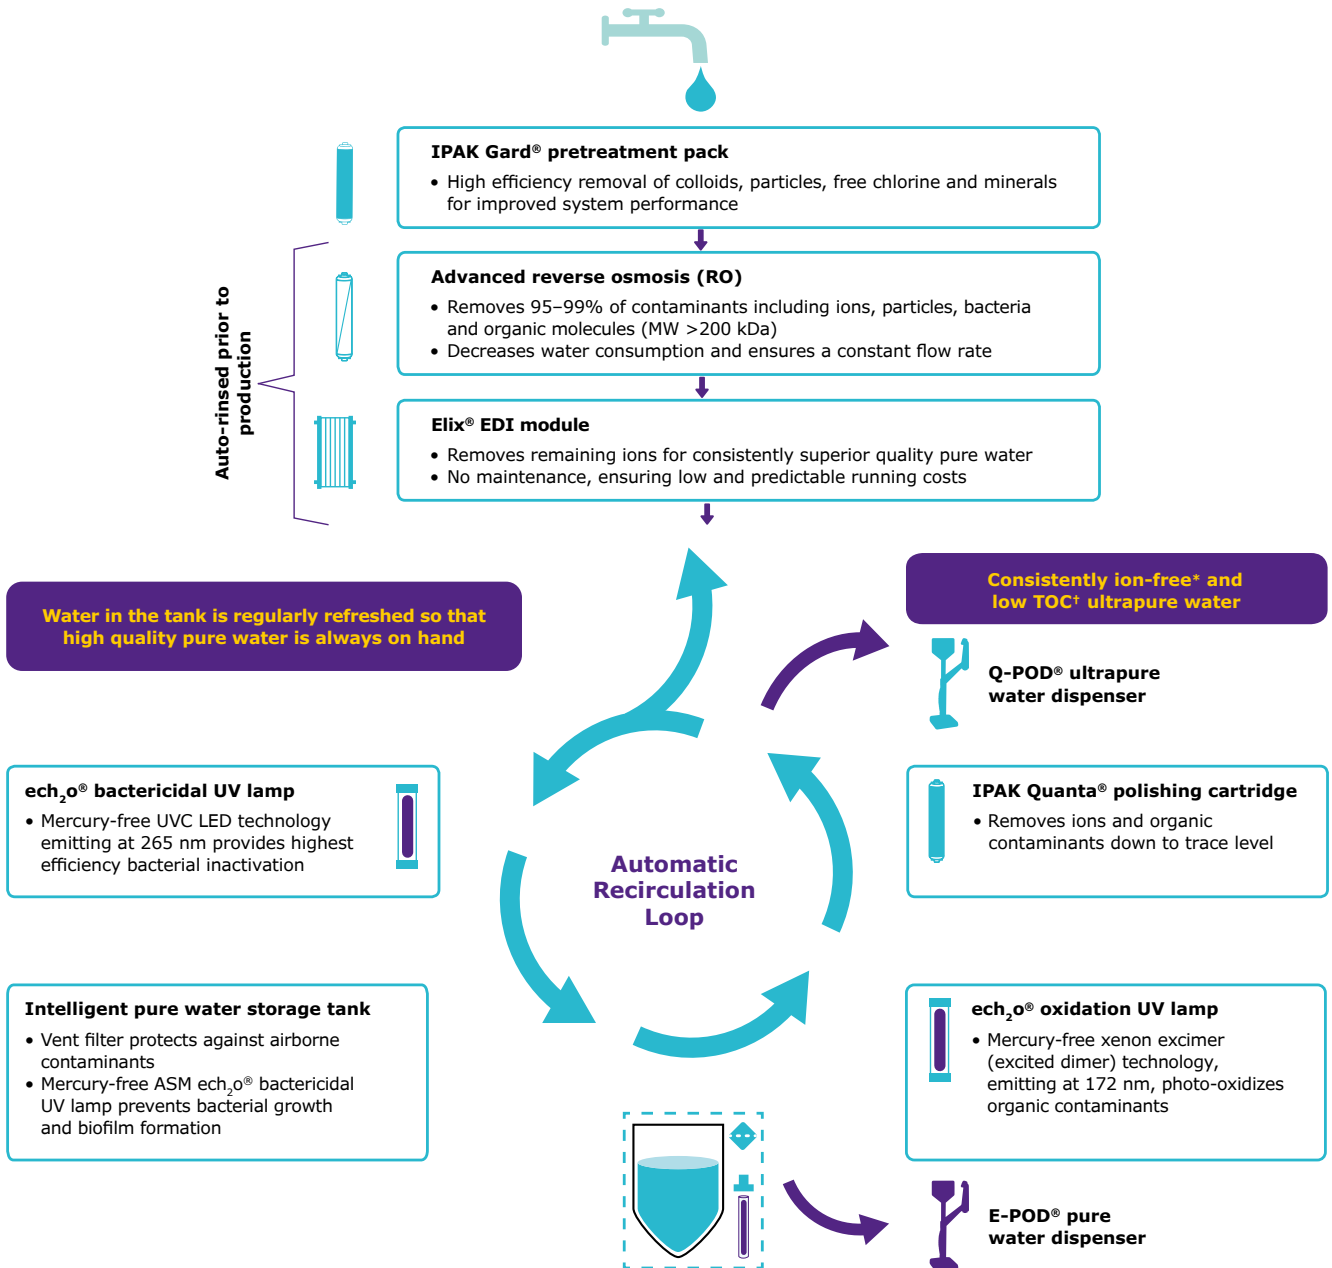 IPAK Gard® pretreatment pack
• High efficiency removal of colloids, particles, free chlorine and minerals
for improved system performance
Auto-rinsed prior to
production
Advanced reverse osmosis (RO)
• Removes 95–99% of contaminants including ions, particles, bacteria
and organic molecules (MW >200 kDa)
• Decreases water consumption and ensures a constant flow rate
Elix® EDI module
• Removes remaining ions for consistently superior quality pure water
• No maintenance, ensuring low and predictable running costs
Water in the tank is regularly refreshed so that
high quality pure water is always on hand
Consistently ion-free* and
low TOC† ultrapure water
Q-POD® ultrapure
water dispenser
ech₂o® bactericidal UV lamp
• Mercury-free UVC LED technology
emitting at 265 nm provides highest
efficiency bacterial inactivation
Automatic
Recirculation
Loop
IPAK Quanta® polishing cartridge
• Removes ions and organic
contaminants down to trace level
Intelligent pure water storage tank
• Vent filter protects against airborne
contaminants
• Mercury-free ASM ech₂o® bactericidal
UV lamp prevents bacterial growth
and biofilm formation
ech₂o® oxidation UV lamp
• Mercury-free xenon excimer
(excited dimer) technology,
emitting at 172 nm, photo-oxidizes
organic contaminants
E-POD® pure
water dispenser